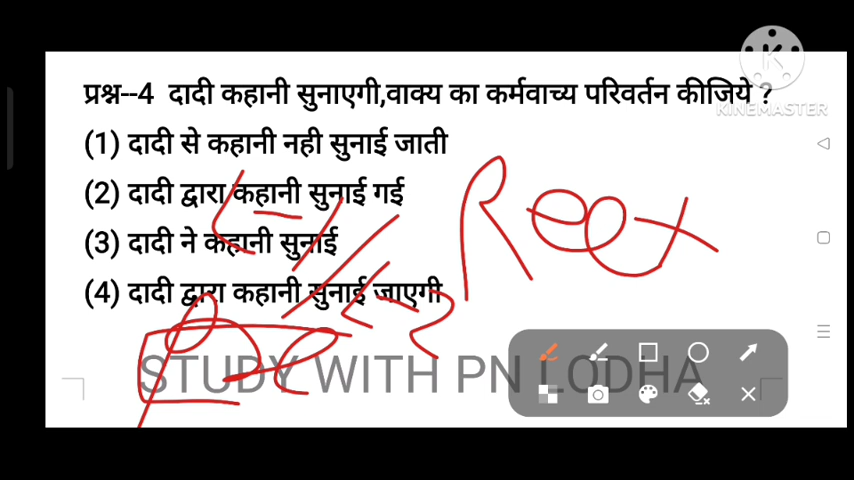 KINEMASTER
प्रश्न--4 दादी कहानी सुनाएगी,वाक्य का कर्मवाच्य परिवर्तन कीजिये ?
(1) दादी से कहानी नही सुनाई जाती
(2) दादी द्वारा कहानी सुनाई गई
(3) दादी ने कहानी सुनाई
(4) दादी द्वारा कहानी सुनाई जाएगी
STUDY WITH PN LODHA